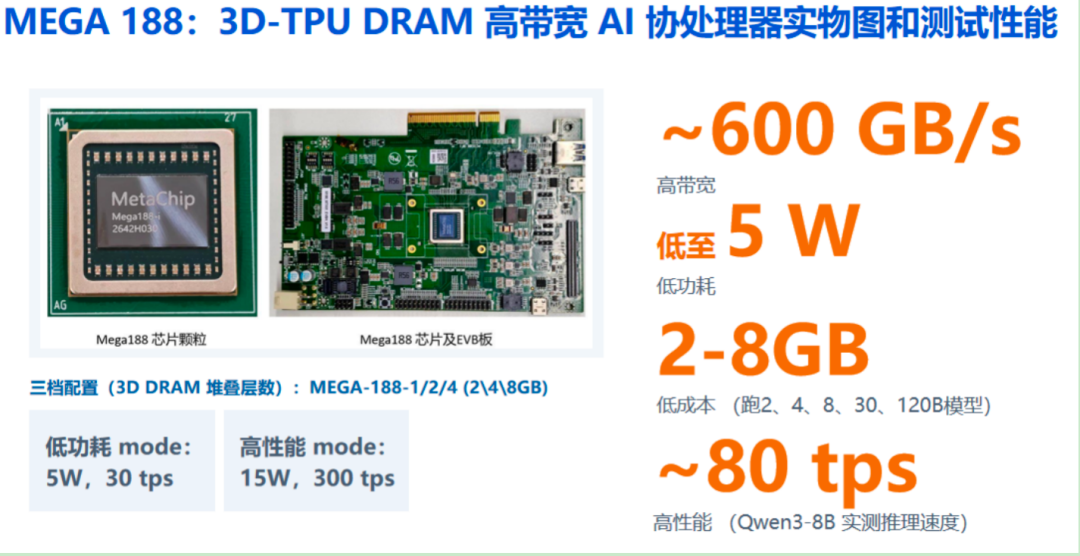 MEGA 188：3D-TPU DRAM 高带宽 AI 协处理器实物图和测试性能
A1
27
MetaChip
Mega188-i
2642H030
AG
Mega188 芯片颗粒
Mega188 芯片及EVB板
三档配置（3D DRAM 堆叠层数）：MEGA-188-1/2/4 (2\4\8GB)
低功耗 mode：
5W，30 tps
高性能 mode：
15W，300 tps
~600 GB/s
高带宽
低至 5 W
低功耗
2-8GB
低成本 （跑2、4、8、30、120B模型）
~80 tps
高性能 （Qwen3-8B 实测推理速度）